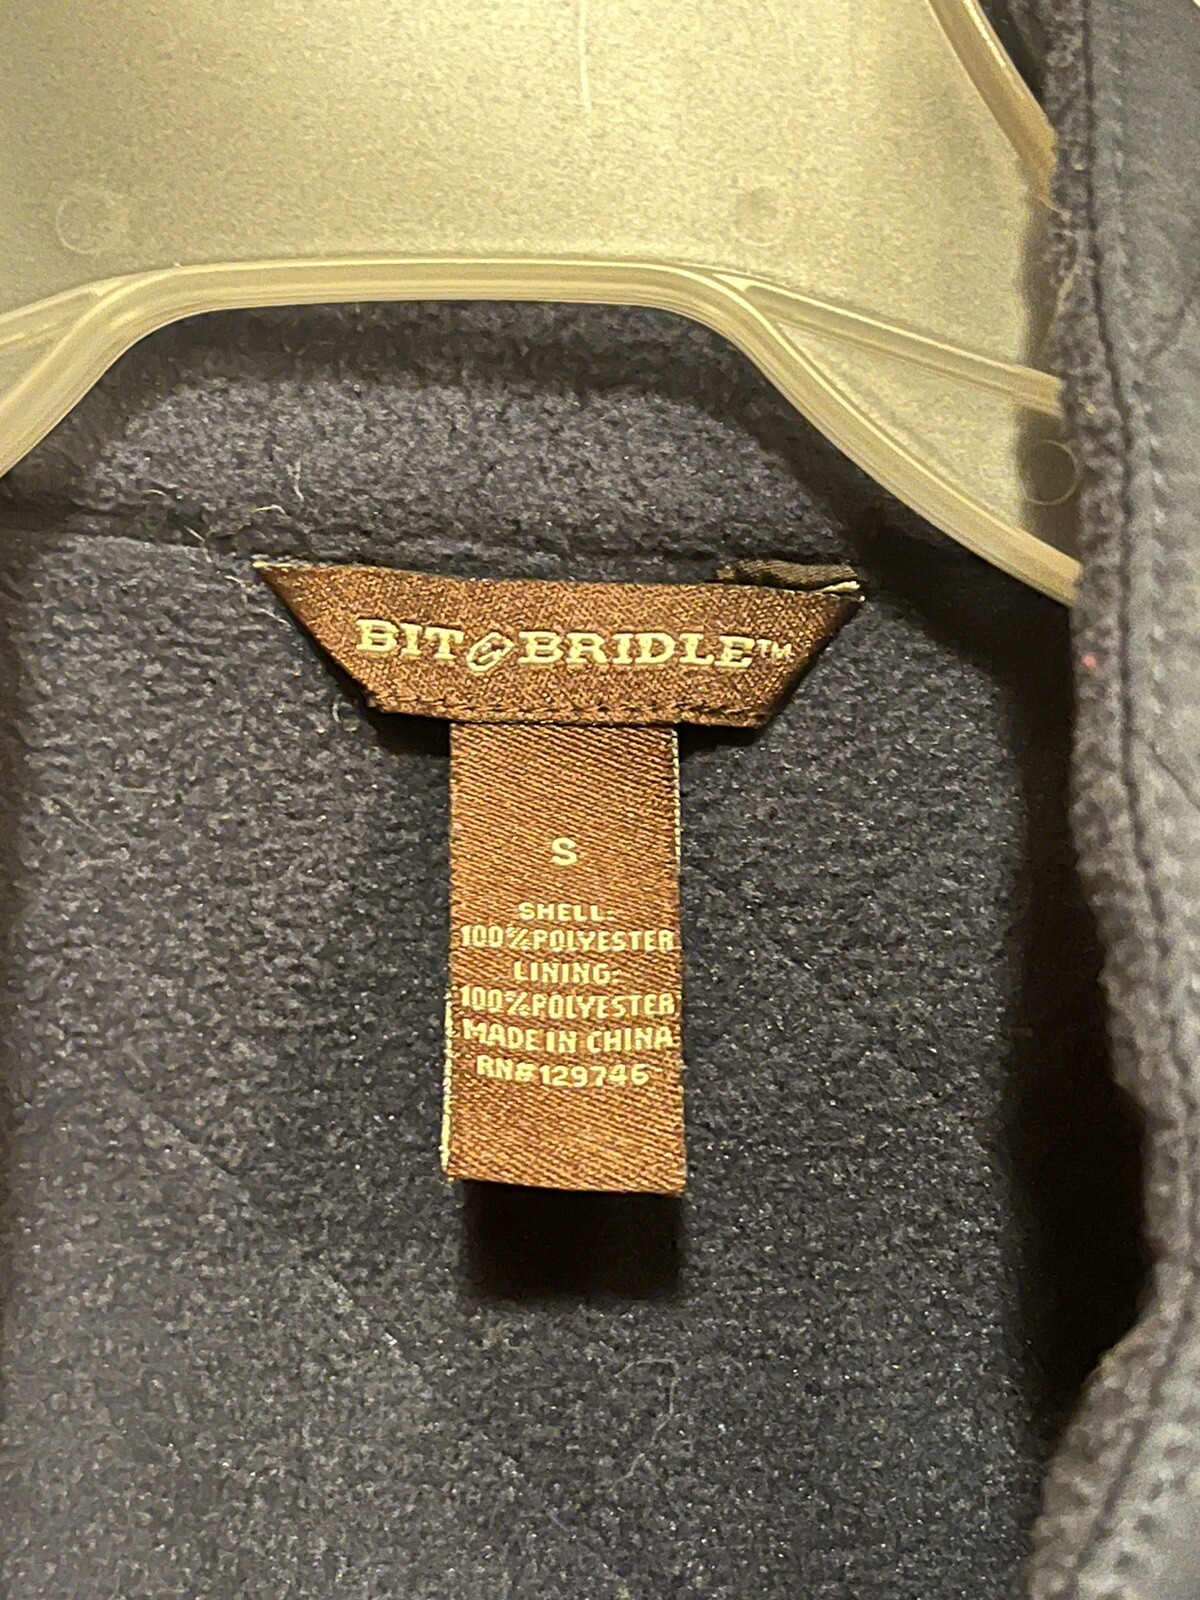 BIT & BRIDLE™
S
SHELL:
100%POLYESTER
LINING:
100%POLYESTER
MADE IN CHINA
RN#129746